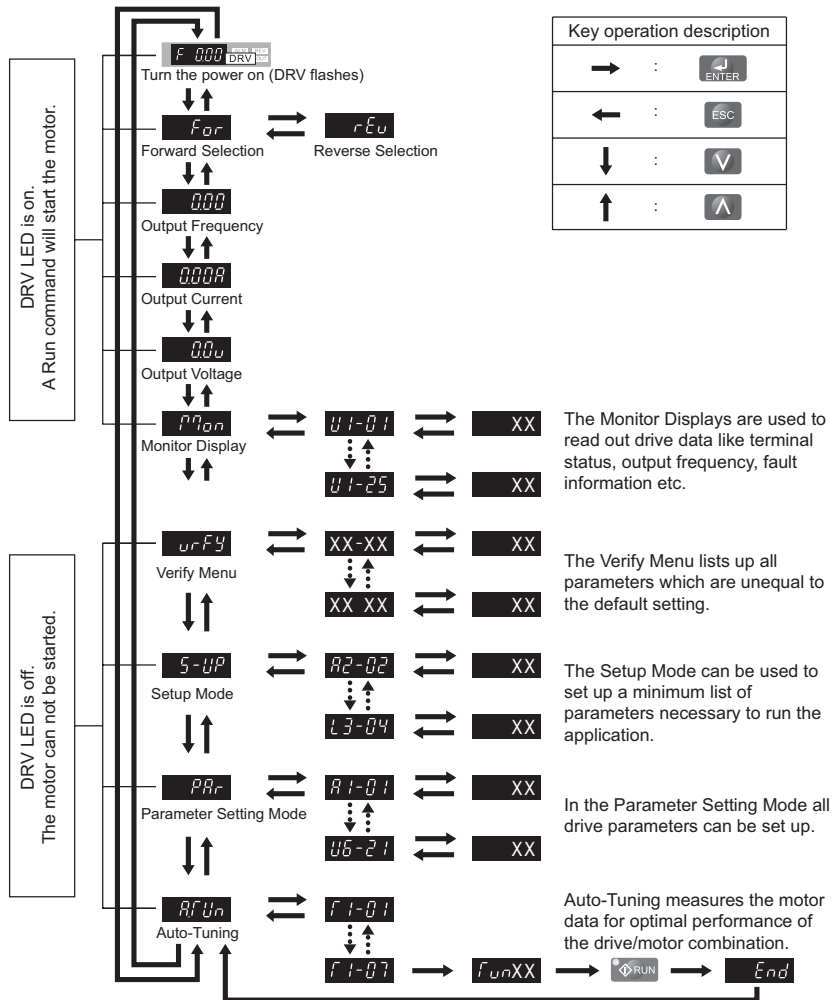 Key operation description
→ : ENTER
← : ESC
↓ : V
↑ : Λ
DRV LED is on.
A Run command will start the motor.
F 0.00 DRV
Turn the power on (DRV flashes)
For
Forward Selection
rEv
Reverse Selection
0.00
Output Frequency
0.00A
Output Current
0.0v
Output Voltage
Mon
Monitor Display
U1-01
XX
U1-25
XX
The Monitor Displays are used to
read out drive data like terminal
status, output frequency, fault
information etc.
DRV LED is off.
The motor can not be started.
vrFY
Verify Menu
XX-XX
XX
XX XX
XX
The Verify Menu lists up all
parameters which are unequal to
the default setting.
S-UP
Setup Mode
A2-02
XX
L3-04
XX
The Setup Mode can be used to
set up a minimum list of
parameters necessary to run the
application.
PAr
Parameter Setting Mode
A1-01
XX
U6-21
XX
In the Parameter Setting Mode all
drive parameters can be set up.
A.TUn
Auto-Tuning
T1-01
T1-07
TunXX
RUN
End
Auto-Tuning measures the motor
data for optimal performance of
the drive/motor combination.